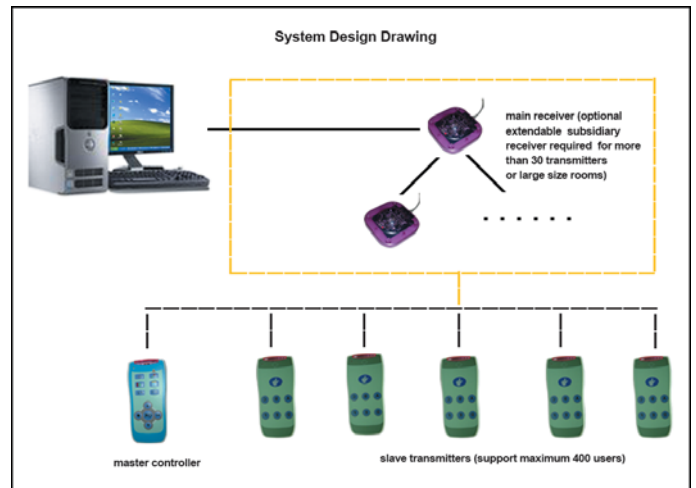 System Design Drawing
main receiver (optional
extendable subsidiary
receiver required for more
than 30 transmitters
or large size rooms)
master controller
slave transmitters (support maximum 400 users)